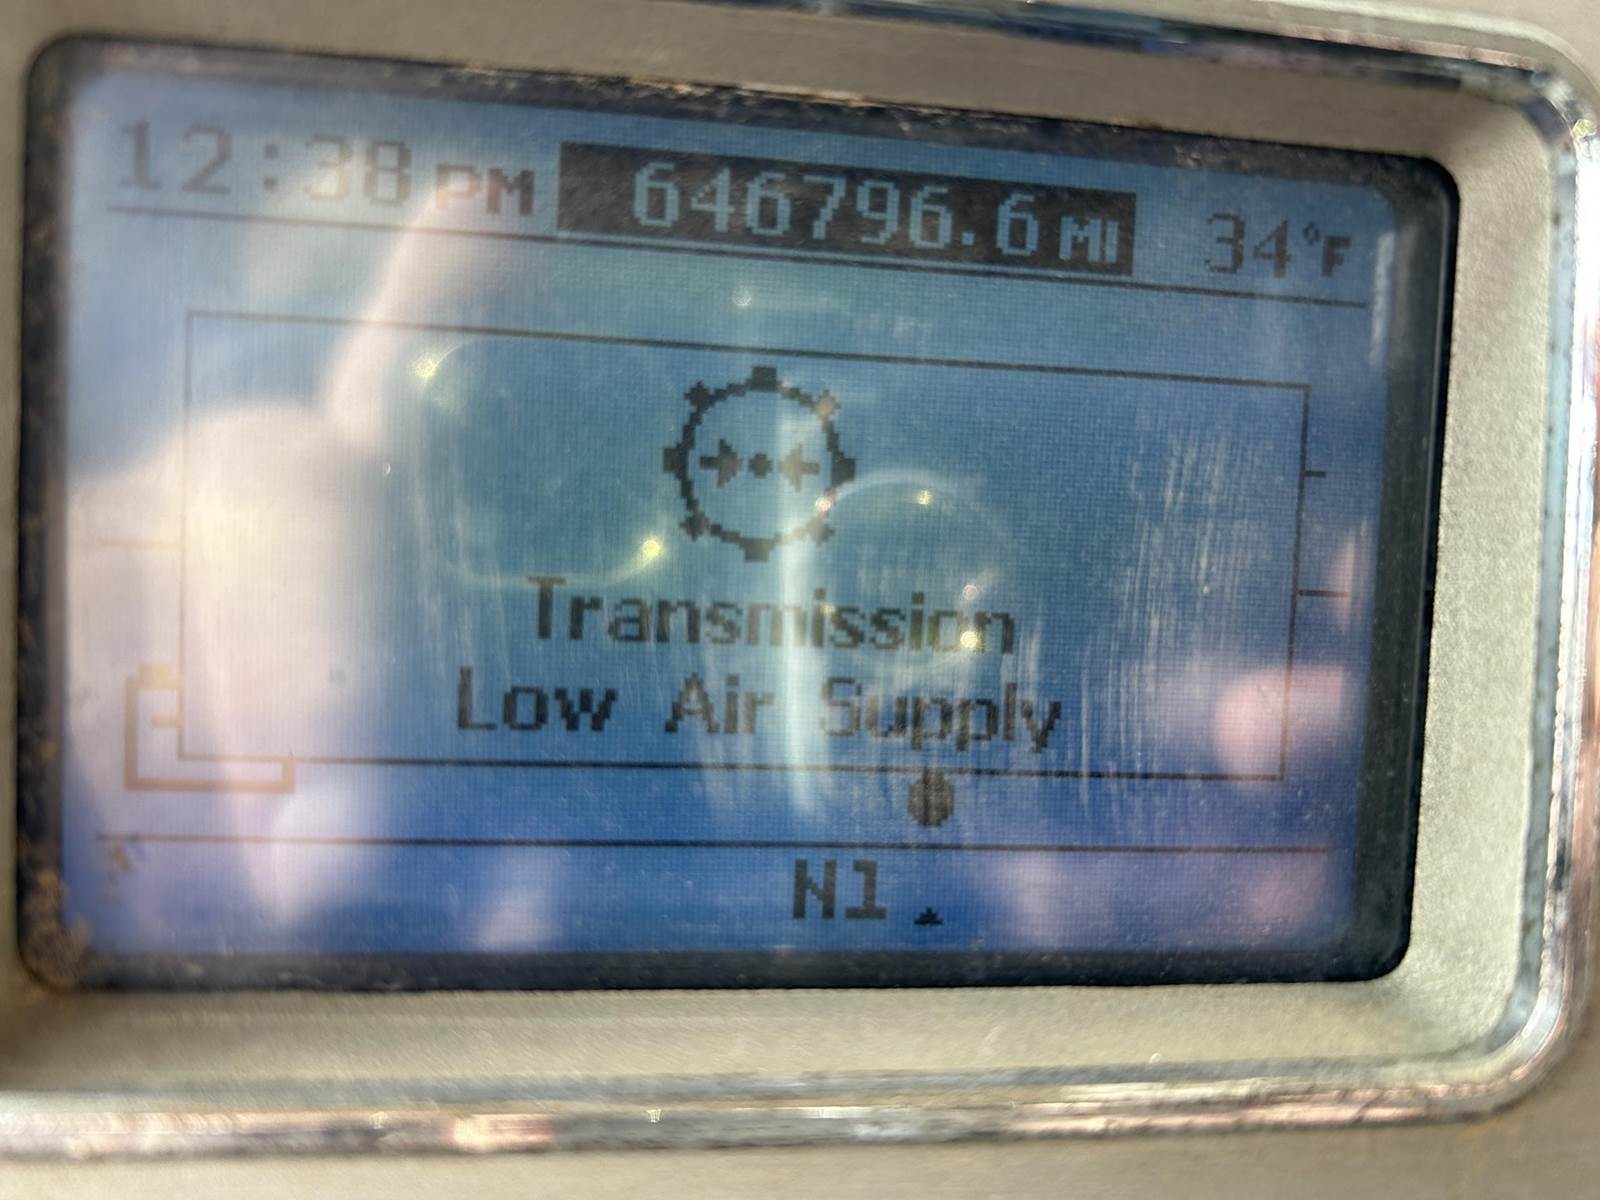 12:38 PM 646796.6 MI 34°F
Transmission
Low Air Supply
N1